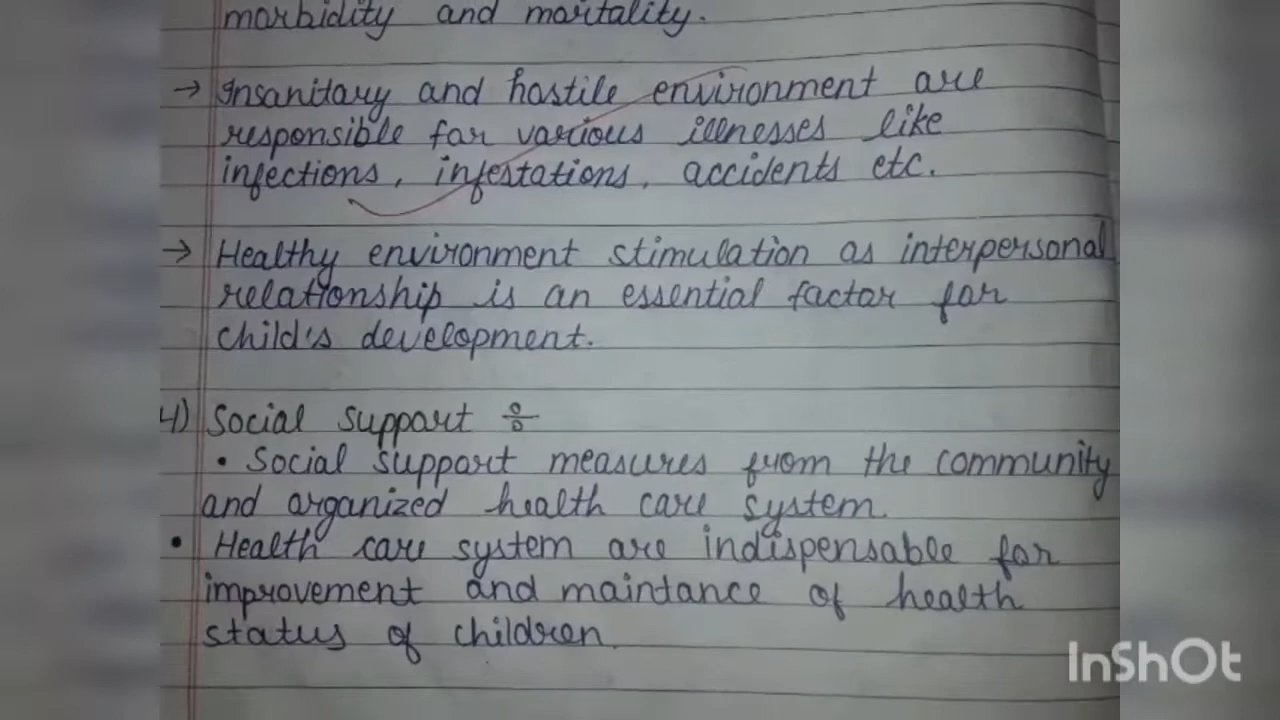 morbidity and mortality.
→ Insanitary and hostile environment are
responsible for various illnesses like
infections, infestations, accidents etc.
→ Healthy environment stimulation as interpersonal
relationship is an essential factor for
child's development.
4) Social support ÷
• Social support measures from the community
and organized health care system.
• Health care system are indispensable for
improvement and maintance of health
status of children.
InShOt